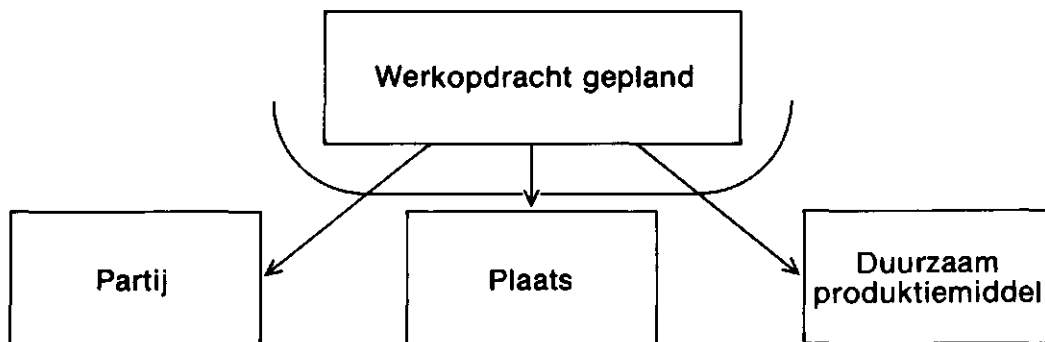 Werkopdracht gepland
Partij
Plaats
Duurzaam
produktiemiddel